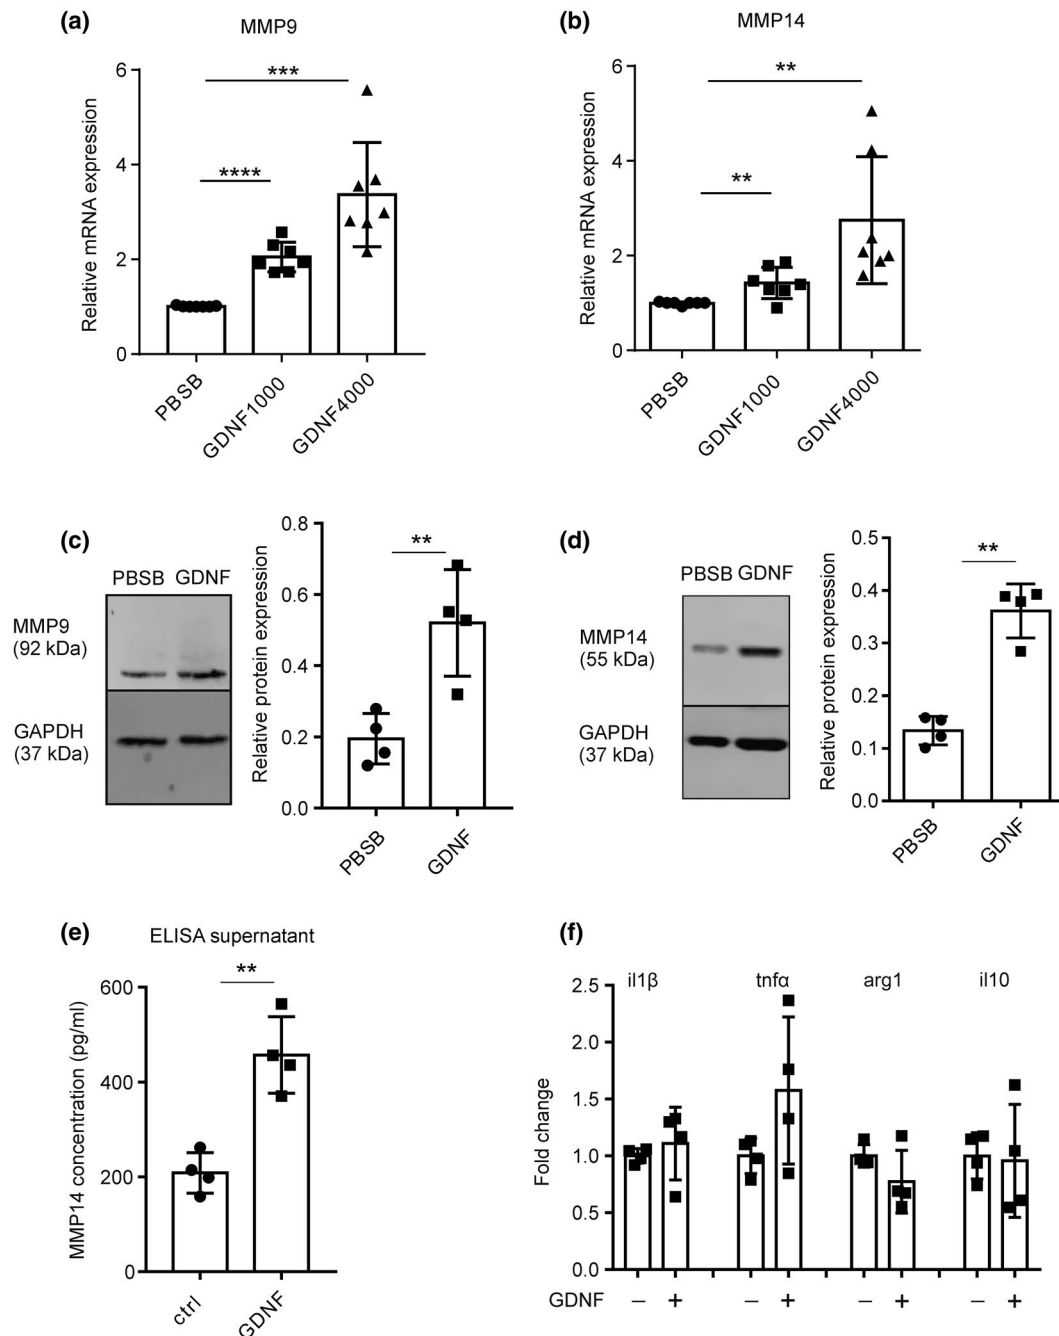 (a)
MMP9
Relative mRNA expression
6
4
2
0
***
****
PBSB
GDNF1000
GDNF4000
(b)
MMP14
Relative mRNA expression
6
4
2
0
**
**
PBSB
GDNF1000
GDNF4000
(c)
PBSB GDNF
MMP9
(92 kDa)
GAPDH
(37 kDa)
Relative protein expression
0.8
0.6
0.4
0.2
0.0
**
PBSB
GDNF
(d)
PBSB GDNF
MMP14
(55 kDa)
GAPDH
(37 kDa)
Relative protein expression
0.5
0.4
0.3
0.2
0.1
0.0
**
PBSB
GDNF
(e)
ELISA supernatant
MMP14 concentration (pg/ml)
600
400
200
0
**
ctrl
GDNF
(f)
il1β tnfα arg1 il10
Fold change
2.5
2.0
1.5
1.0
0.5
0.0
GDNF – + – + – + – +